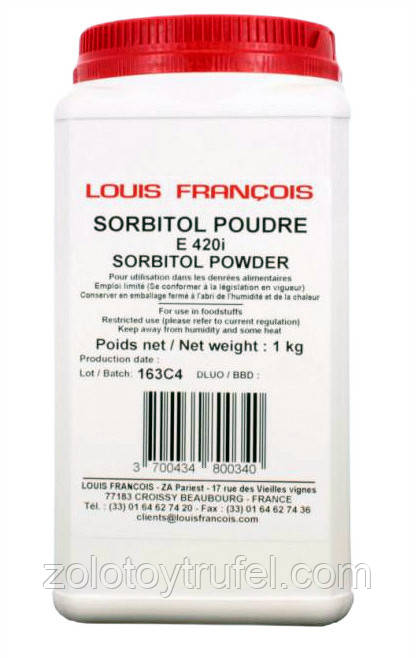 LOUIS FRANÇOIS
SORBITOL POUDRE
E 420i
SORBITOL POWDER
Pour utilisation dans les denrées alimentaires
Emploi limité (Se conformer à la législation en vigueur)
Conserver en emballage fermé à l'abri de l'humidité et de la chaleur
For use in foodstuffs
Restricted use (please refer to current regulation)
Keep away from humidity and some heat
Poids net / Net weight : 1 kg
Production date :
Lot / Batch: 163C4 DLUO / BBD :
3 700434 800340
LOUIS FRANCOIS - ZA Pariest - 17 rue des Vieilles vignes
77183 CROISSY BEAUBOURG - FRANCE
Tél. : (33) 01 64 62 74 20 - Fax : (33) 01 64 62 74 36
clients@louisfrancois.com
zolotoytrufel.com